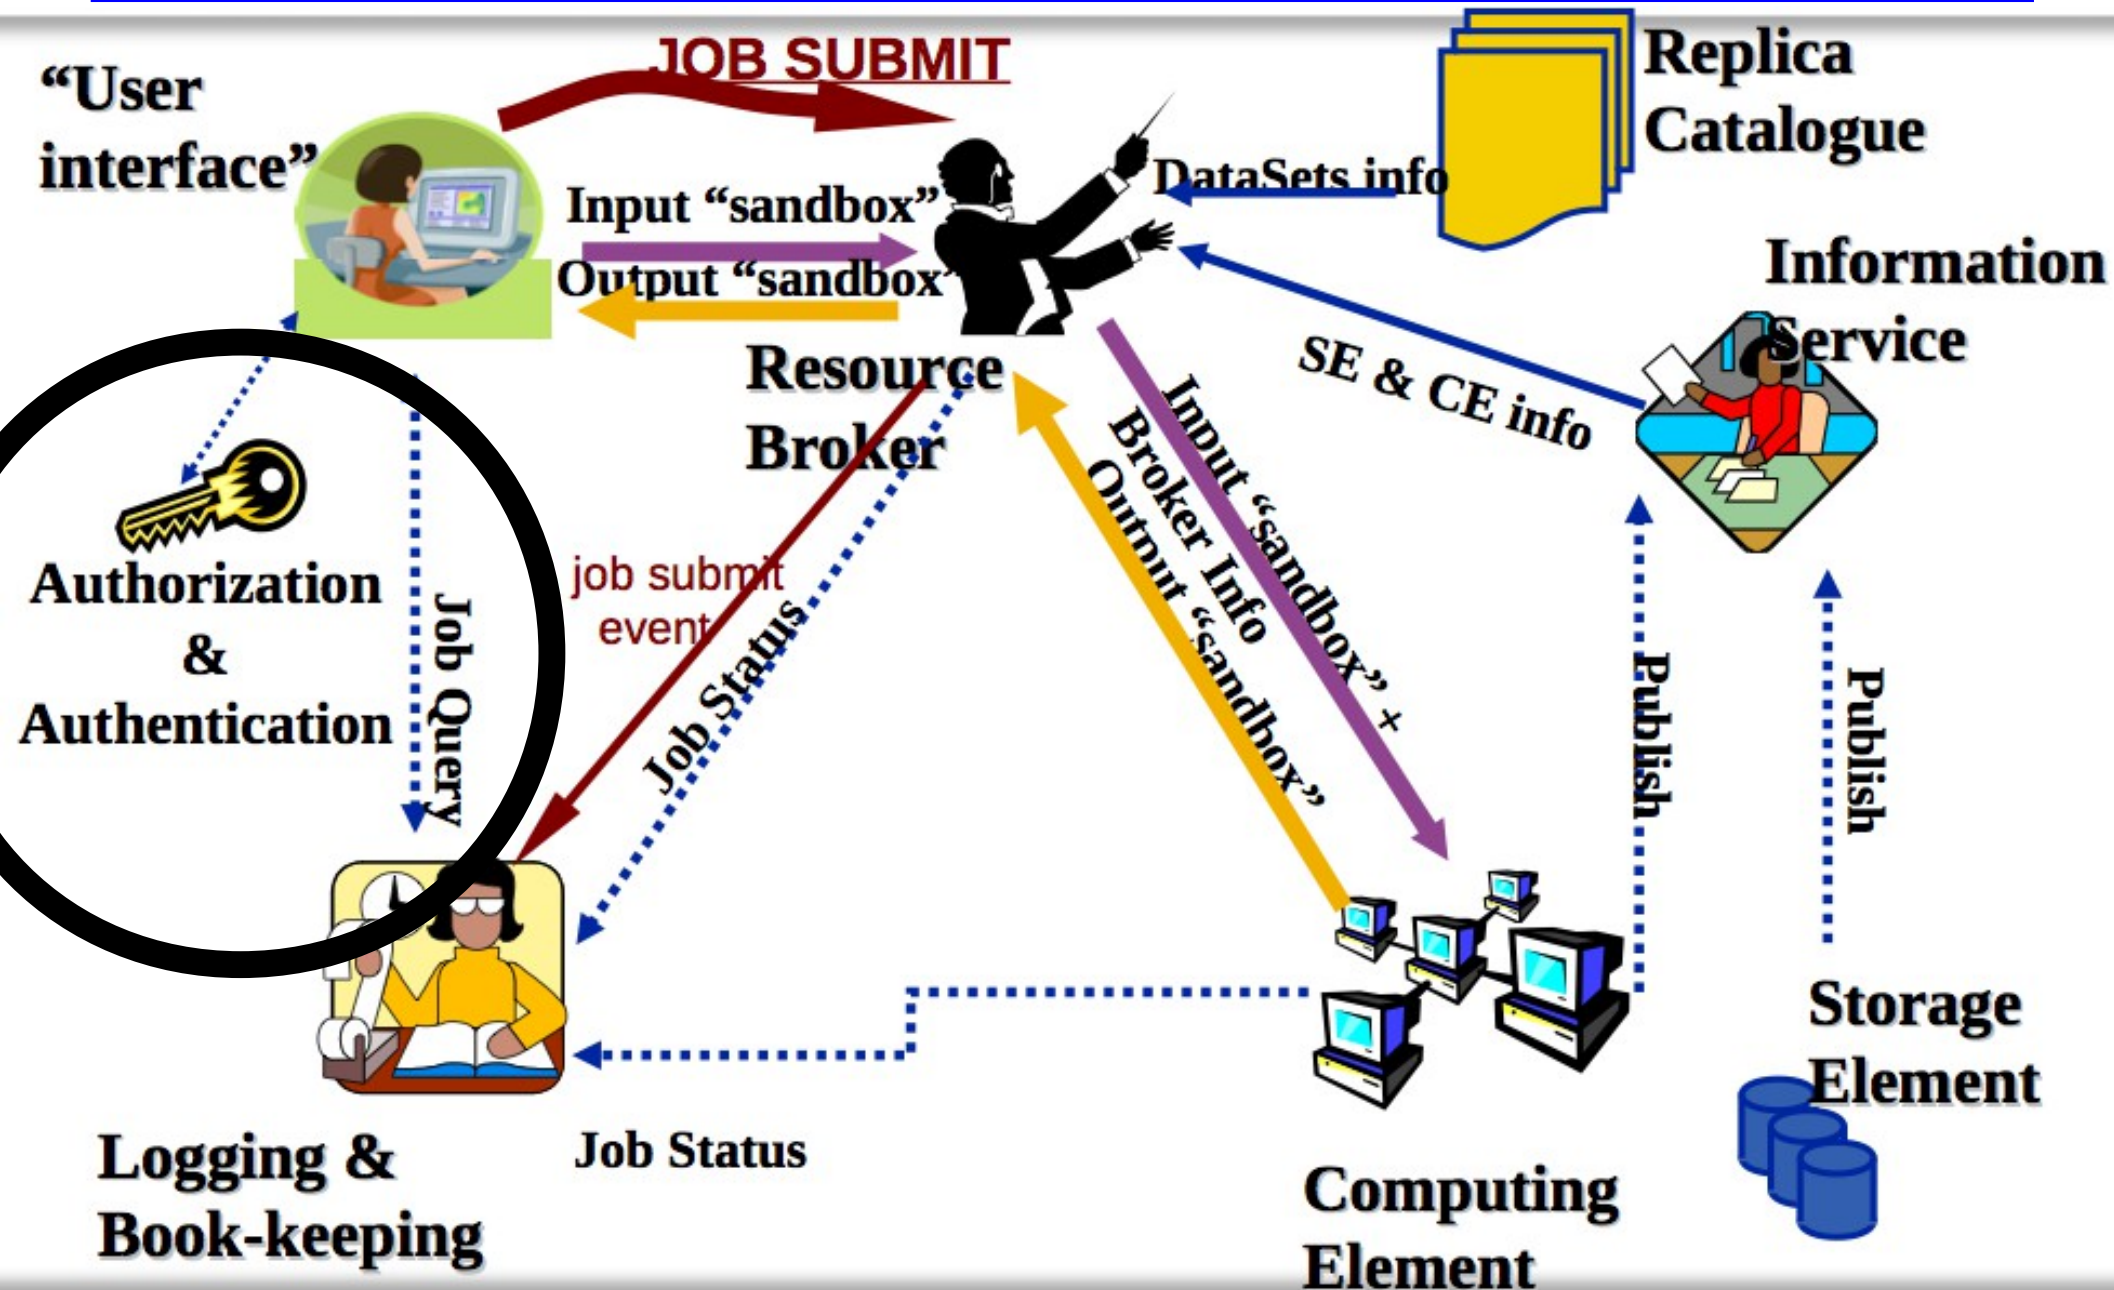 JOB SUBMIT
“User
interface”
Replica
Catalogue
DataSets info
Input “sandbox”
Output “sandbox”
Information
Service
SE & CE info
Resource
Broker
Input “sandbox” +
Broker Info
Output “sandbox”
Authorization
&
Authentication
Job Query
job submit
event
Job Status
Publish
Publish
Storage
Element
Logging &
Book-keeping
Job Status
Computing
Element